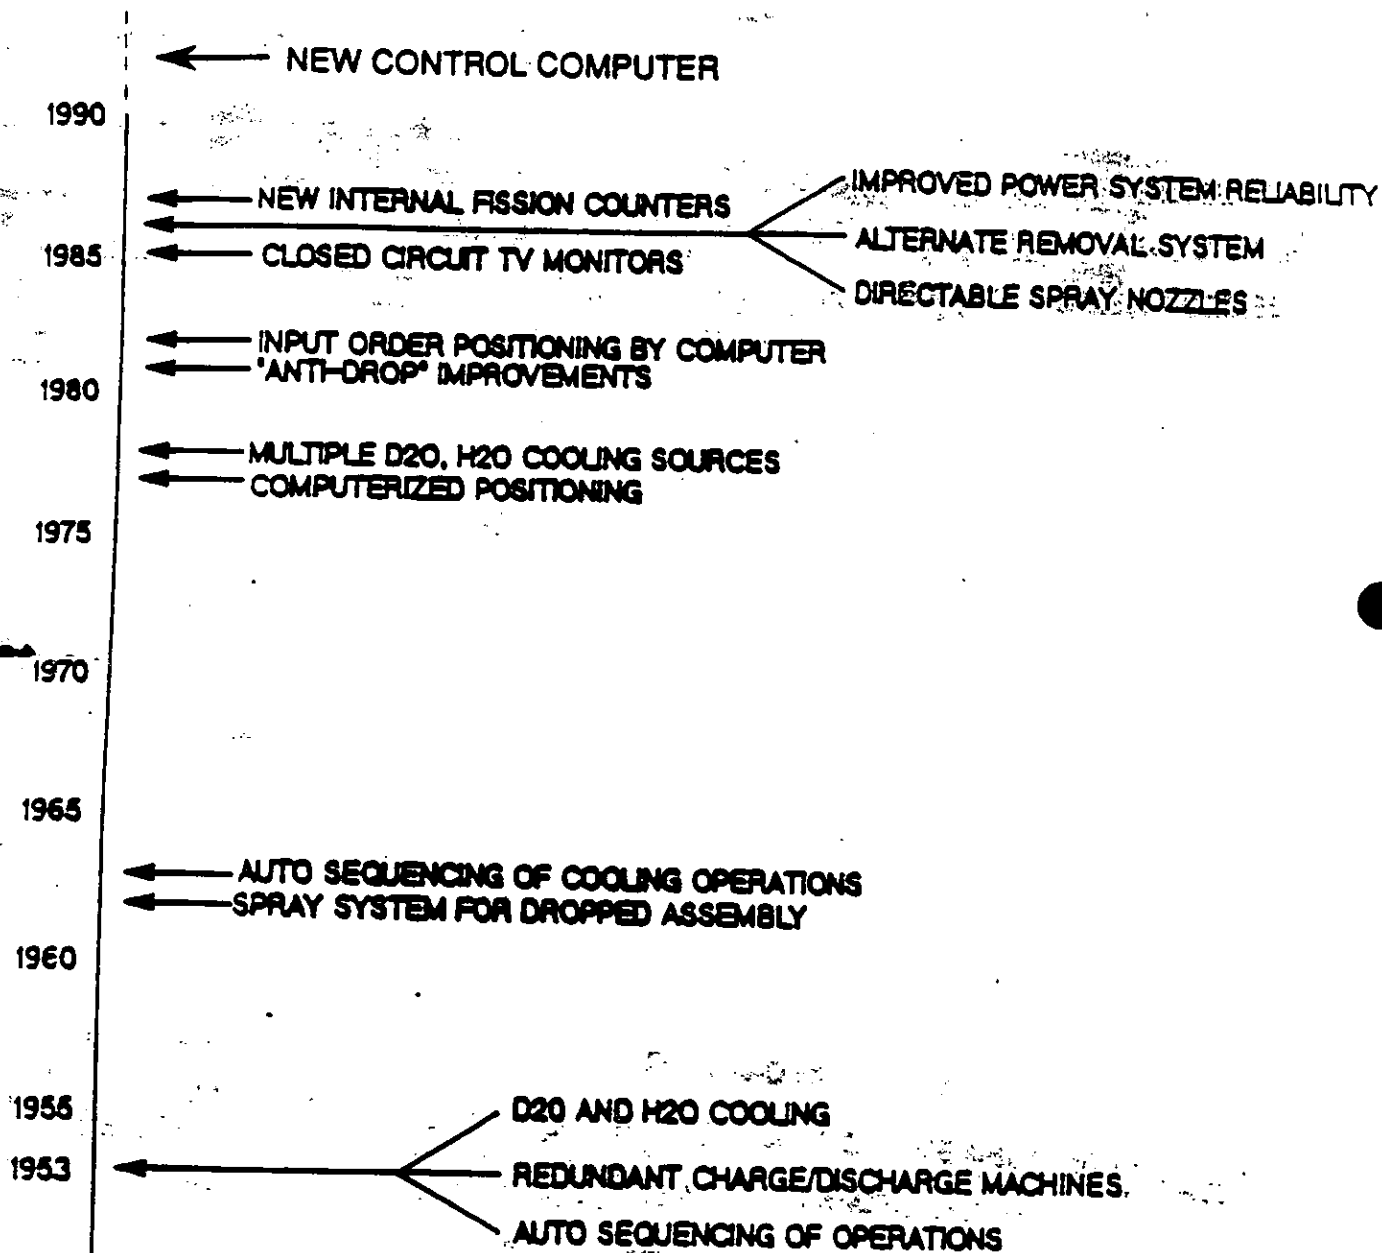 NEW CONTROL COMPUTER
1990
NEW INTERNAL FISSION COUNTERS
IMPROVED POWER SYSTEM RELIABILITY
ALTERNATE REMOVAL SYSTEM
DIRECTABLE SPRAY NOZZLES
1985
CLOSED CIRCUIT TV MONITORS
INPUT ORDER POSITIONING BY COMPUTER
"ANTI-DROP" IMPROVEMENTS
1980
MULTIPLE D2O, H2O COOLING SOURCES
COMPUTERIZED POSITIONING
1975
1970
1965
AUTO SEQUENCING OF COOLING OPERATIONS
SPRAY SYSTEM FOR DROPPED ASSEMBLY
1960
1955
D2O AND H2O COOLING
1953
REDUNDANT CHARGE/DISCHARGE MACHINES
AUTO SEQUENCING OF OPERATIONS